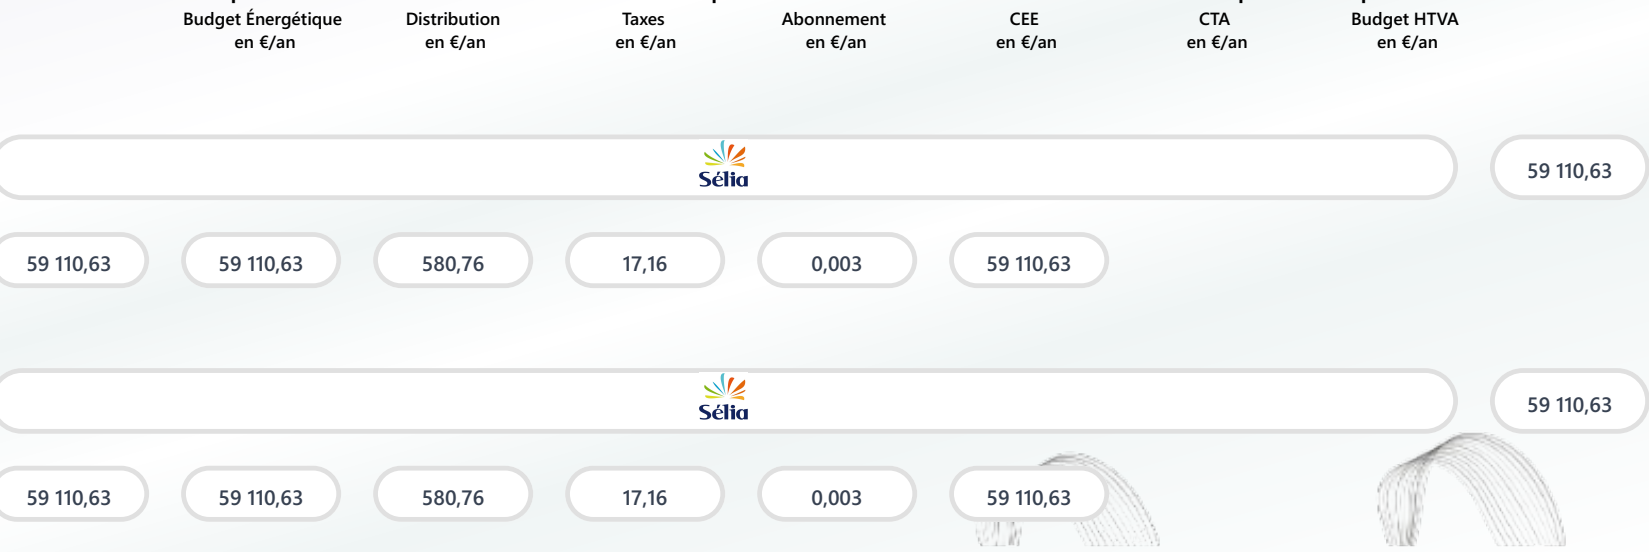 Budget Énergétique Distribution Taxes Abonnement CEE CTA Budget HTVA
en €/an en €/an en €/an en €/an en €/an en €/an en €/an
Sélia 59 110,63
59 110,63 59 110,63 580,76 17,16 0,003 59 110,63
Sélia 59 110,63
59 110,63 59 110,63 580,76 17,16 0,003 59 110,63